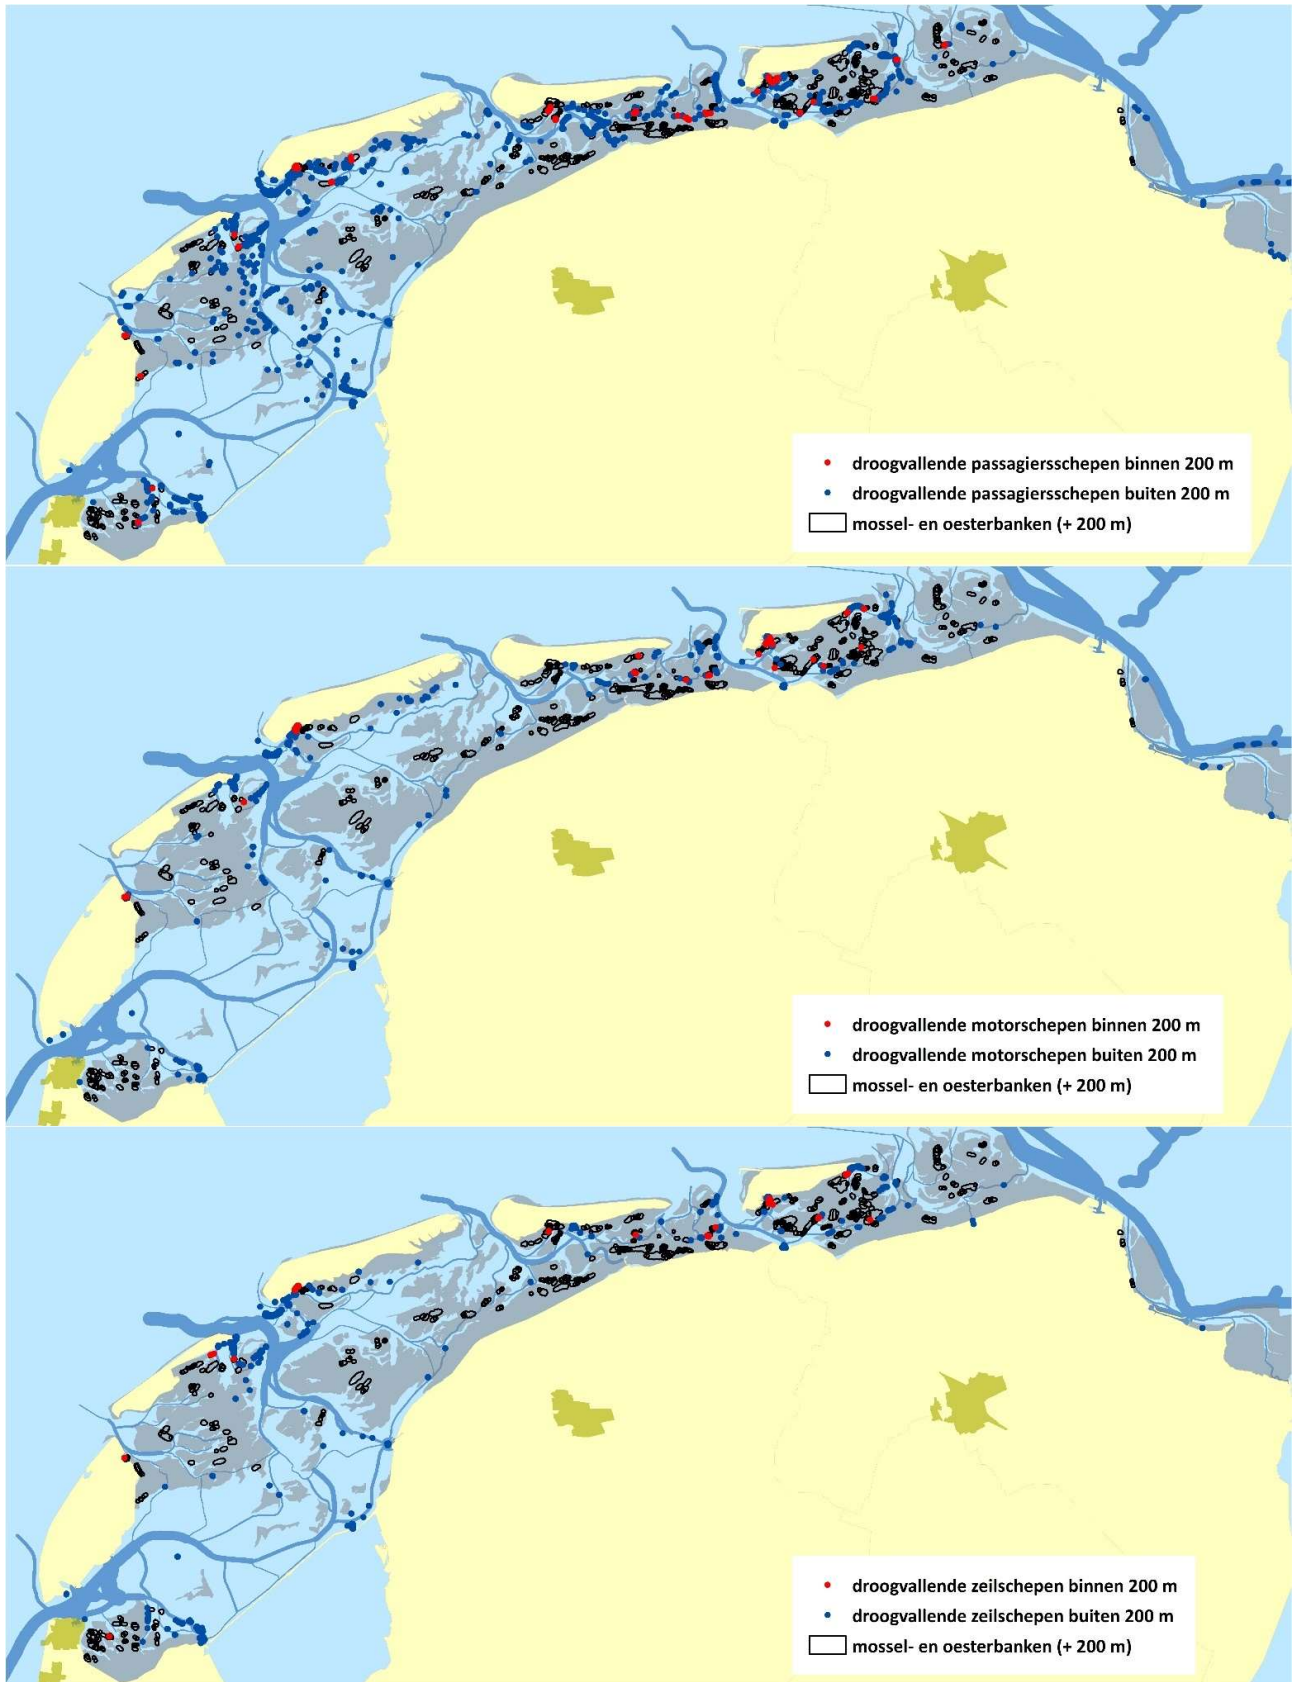 droogvallende passagiersschepen binnen 200 m
droogvallende passagiersschepen buiten 200 m
mossel- en oesterbanken (+ 200 m)
droogvallende motorschepen binnen 200 m
droogvallende motorschepen buiten 200 m
mossel- en oesterbanken (+ 200 m)
droogvallende zeilschepen binnen 200 m
droogvallende zeilschepen buiten 200 m
mossel- en oesterbanken (+ 200 m)